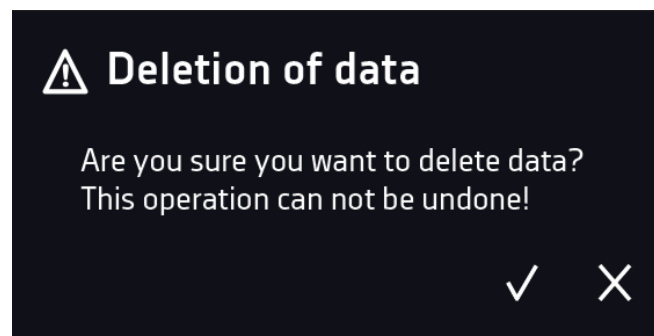 Deletion of data
Are you sure you want to delete data?
This operation can not be undone!